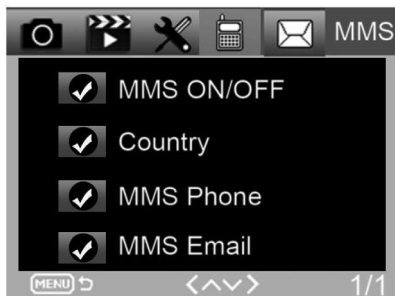 MMS
MMS ON/OFF
Country
MMS Phone
MMS Email
MENU 1/1